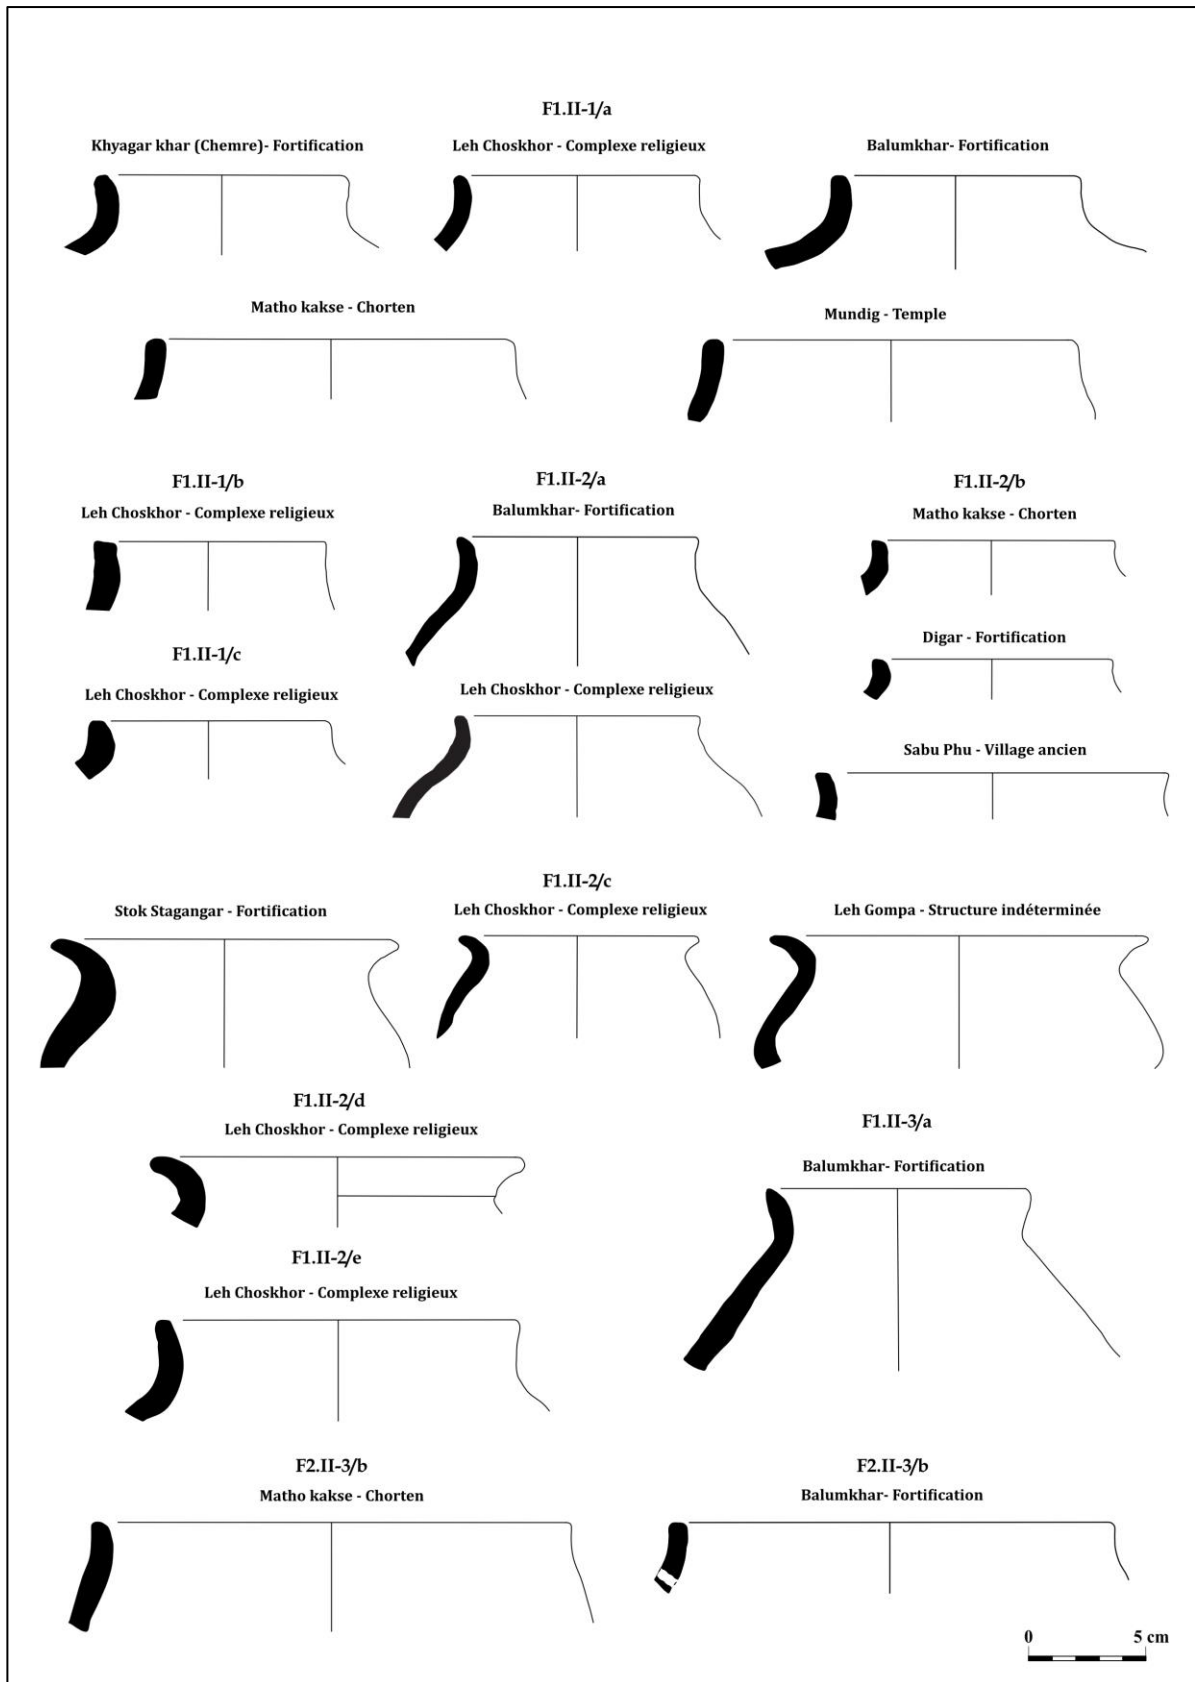 F1.II-1/a
Khyagar khar (Chemre)- Fortification
Leh Choskhor - Complexe religieux
Balumkhar- Fortification
Matho kakse - Chorten
Mundig - Temple
F1.II-1/b
Leh Choskhor - Complexe religieux
F1.II-2/a
Balumkhar- Fortification
F1.II-2/b
Matho kakse - Chorten
Digar - Fortification
F1.II-1/c
Leh Choskhor - Complexe religieux
Leh Choskhor - Complexe religieux
Sabu Phu - Village ancien
F1.II-2/c
Stok Stagangar - Fortification
Leh Choskhor - Complexe religieux
Leh Gompa - Structure indéterminée
F1.II-2/d
Leh Choskhor - Complexe religieux
F1.II-3/a
Balumkhar- Fortification
F1.II-2/e
Leh Choskhor - Complexe religieux
F2.II-3/b
Matho kakse - Chorten
F2.II-3/b
Balumkhar- Fortification
0 5 cm